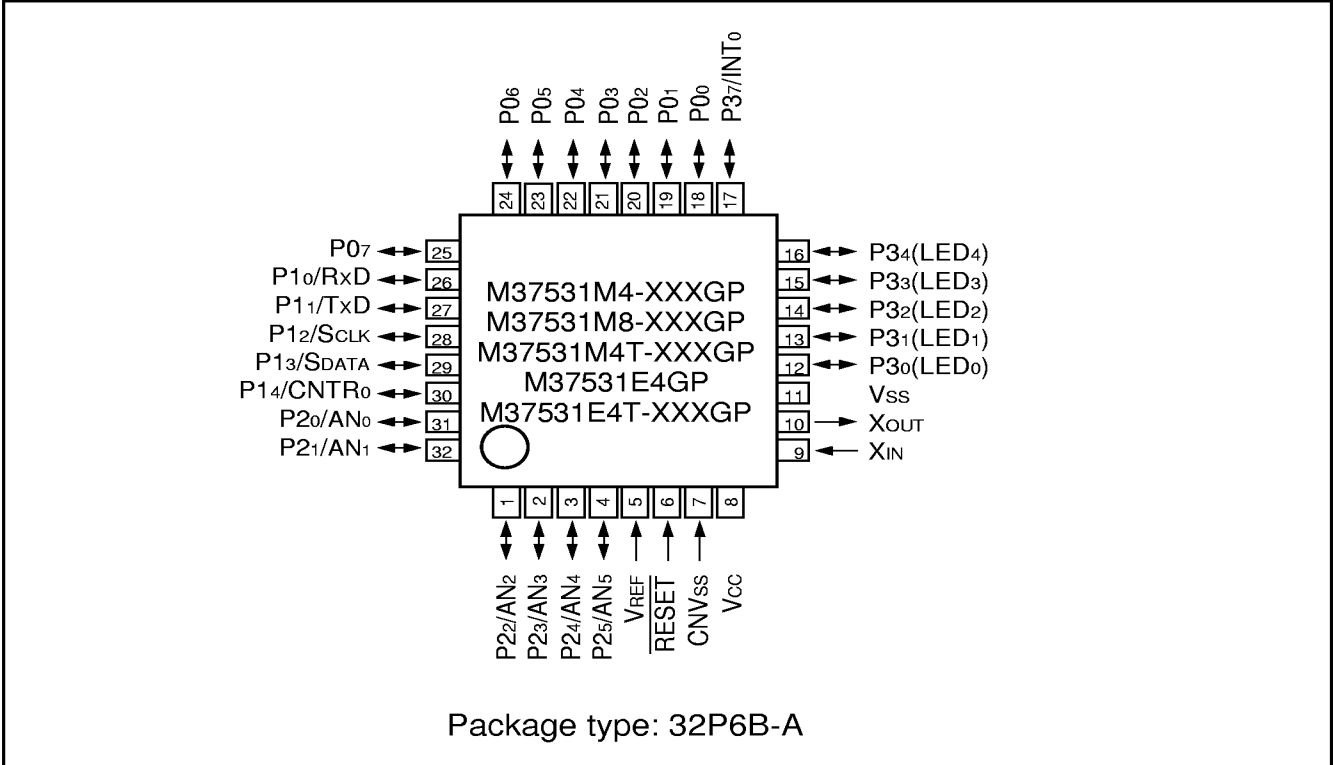 P06
P05
P04
P03
P02
P01
P00
P37/INT0
24
23
22
21
20
19
18
17
P07
25
P10/RxD
26
P11/TxD
27
P12/SCLK
28
P13/SDATA
29
P14/CNTR0
30
P20/AN0
31
P21/AN1
32
M37531M4-XXXGP
M37531M8-XXXGP
M37531M4T-XXXGP
M37531E4GP
M37531E4T-XXXGP
16
P34(LED4)
15
P33(LED3)
14
P32(LED2)
13
P31(LED1)
12
P30(LED0)
11
VSS
10
XOUT
9
XIN
1
2
3
4
5
6
7
8
P22/AN2
P23/AN3
P24/AN4
P25/AN5
VREF
RESET
CNVSS
VCC
Package type: 32P6B-A